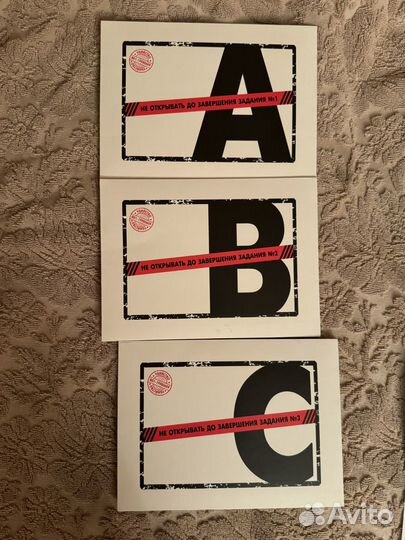 A
НЕ ОТКРЫВАТЬ ДО ЗАВЕРШЕНИЯ ЗАДАНИЯ №1
B
НЕ ОТКРЫВАТЬ ДО ЗАВЕРШЕНИЯ ЗАДАНИЯ №2
C
НЕ ОТКРЫВАТЬ ДО ЗАВЕРШЕНИЯ ЗАДАНИЯ №3
Avito